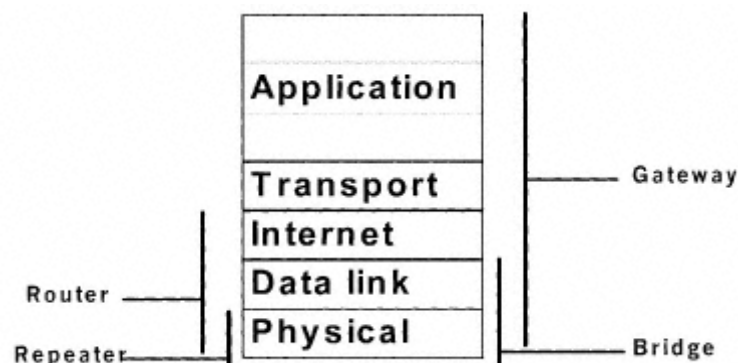 Application
Transport
Gateway
Internet
Data link
Router
Physical
Repeater
Bridge